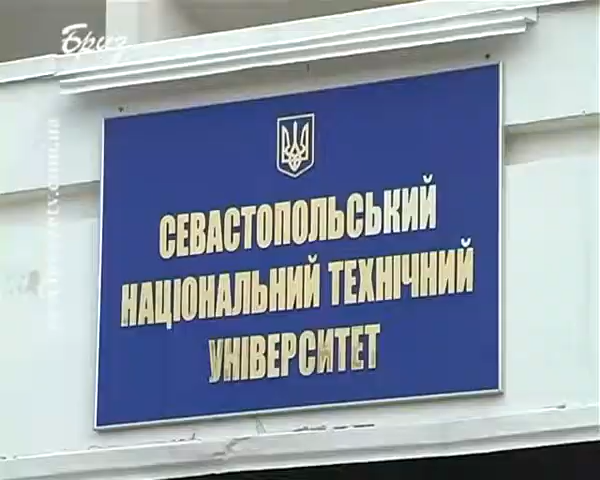 Бриз
СЕВАСТОПОЛЬСЬКИЙ
НАЦІОНАЛЬНИЙ ТЕХНІЧНИЙ
УНІВЕРСИТЕТ